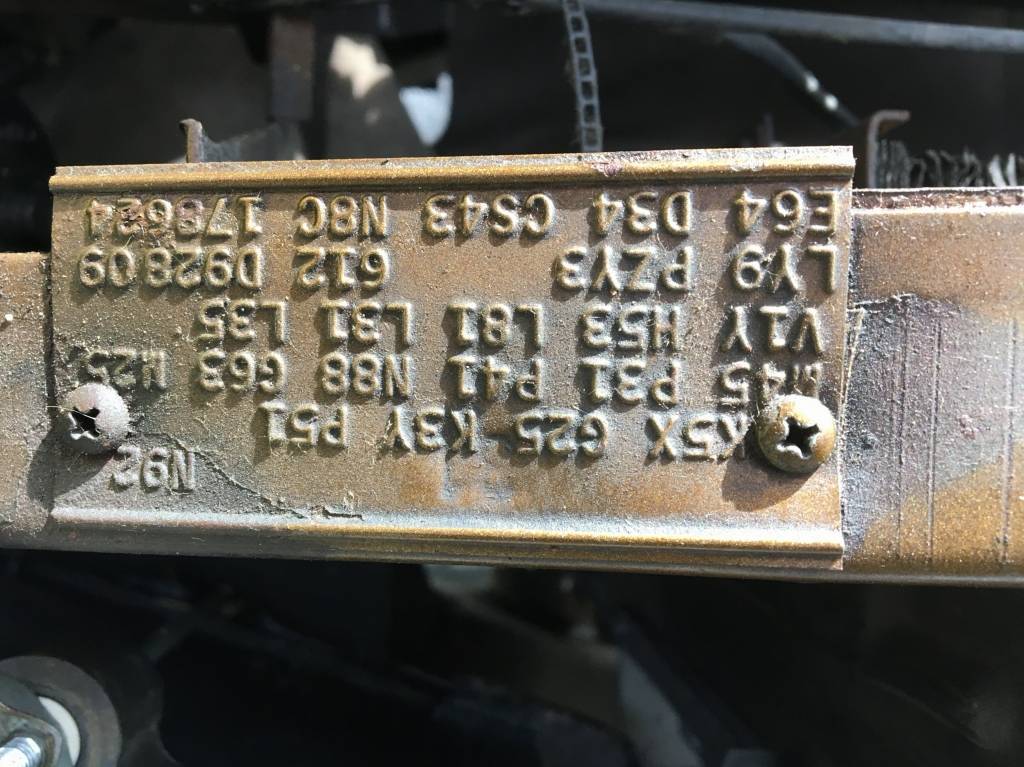 N92
K5X G25 K3Y P51
M45 P31 P41 N88 G63 M25
V1Y H53 L81 L31 L35
LY9 PZY3 612 D92809
E64 D34 CS43 N8C 178624